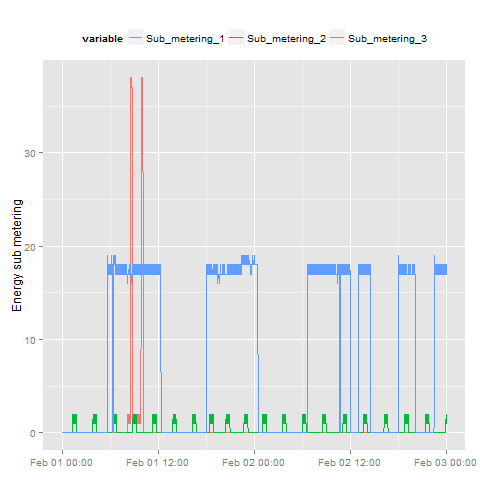 variable Sub_metering_1 Sub_metering_2 Sub_metering_3
Energy sub metering
30
20
10
0
Feb 01 00:00 Feb 01 12:00 Feb 02 00:00 Feb 02 12:00 Feb 03 00:00